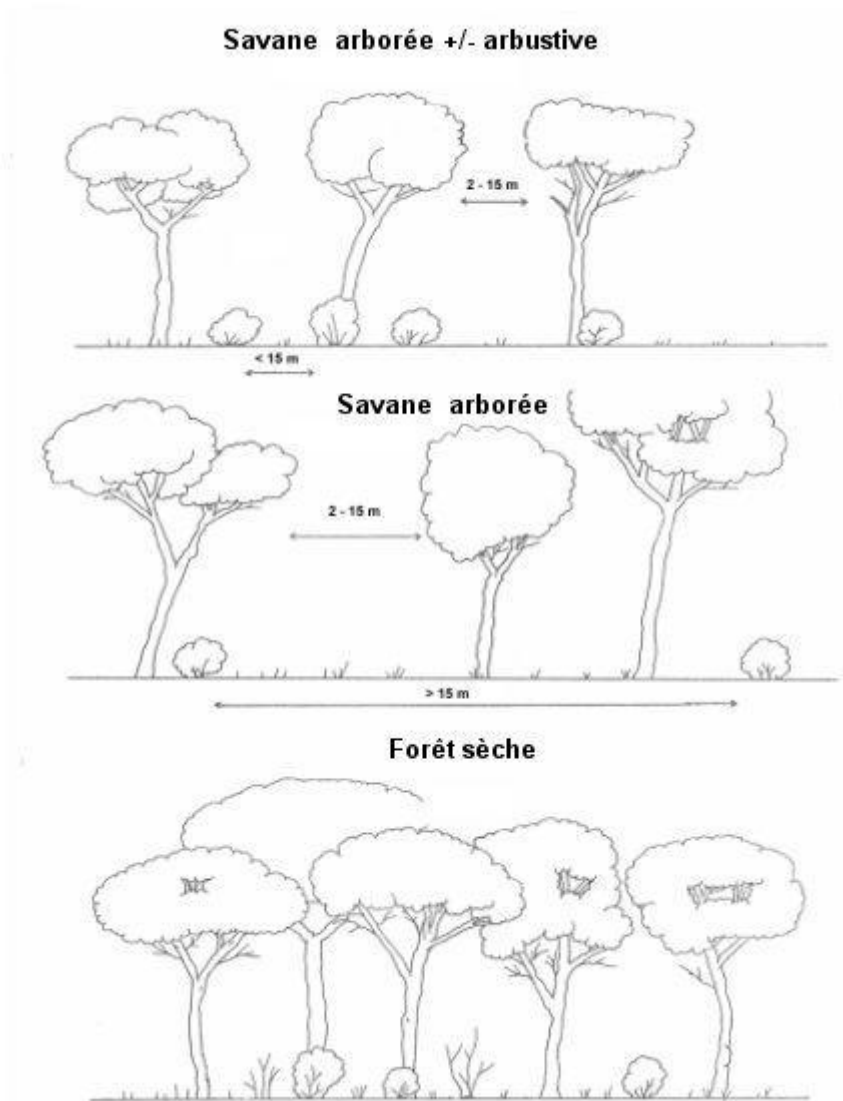 Savane arborée +/- arbustive
2 - 15 m
< 15 m
Savane arborée
2 - 15 m
> 15 m
Forêt sèche